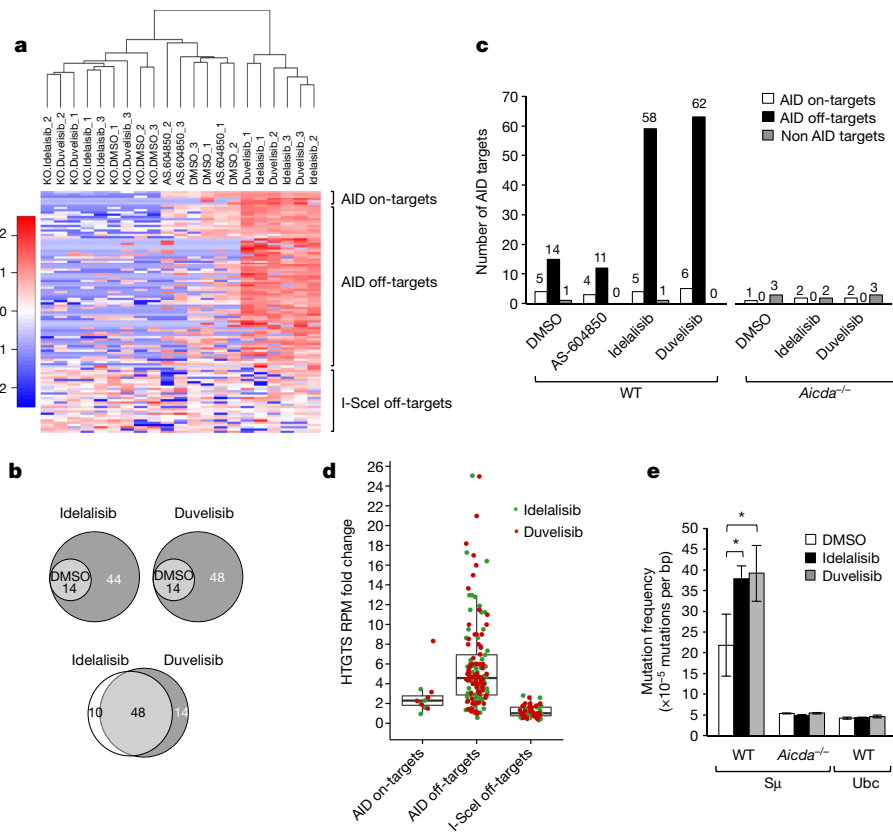 a
KO.Idelaisib_2
KO.Duvelisib_2
KO.Duvelisib_1
KO.Idelaisib_1
KO.Idelaisib_3
KO.DMSO_1
KO.Duvelisib_3
KO.DMSO_2
KO.DMSO_3
AS-604850_2
AS-604850_3
DMSO_3
DMSO_1
AS-604850_1
DMSO_2
Duvelisib_1
Idelaisib_1
Duvelisib_2
Idelaisib_3
Duvelisib_3
Idelaisib_2
2
1
0
1
2
AID on-targets
AID off-targets
I-SceI off-targets
b
Idelalisib Duvelisib
DMSO 14 44
DMSO 14 48
Idelalisib Duvelisib
10 48 14
c
Number of AID targets
70
60
50
40
30
20
10
0
AID on-targets
AID off-targets
Non AID targets
5 14 1
4 11 0
5 58 1
6 62 0
1 0 3
2 0 2
2 0 3
DMSO AS-604850 Idelalisib Duvelisib
DMSO Idelalisib Duvelisib
WT Aicda–/–
d
HTGTS RPM fold change
26
24
22
20
18
16
14
12
10
8
6
4
2
0
Idelalisib
Duvelisib
AID on-targets
AID off-targets
I-SceI off-targets
e
Mutation frequency
(×10–5 mutations per bp)
50
45
40
35
30
25
20
15
10
5
0
*
*
DMSO
Idelalisib
Duvelisib
WT Aicda–/– WT
Sμ Ubc